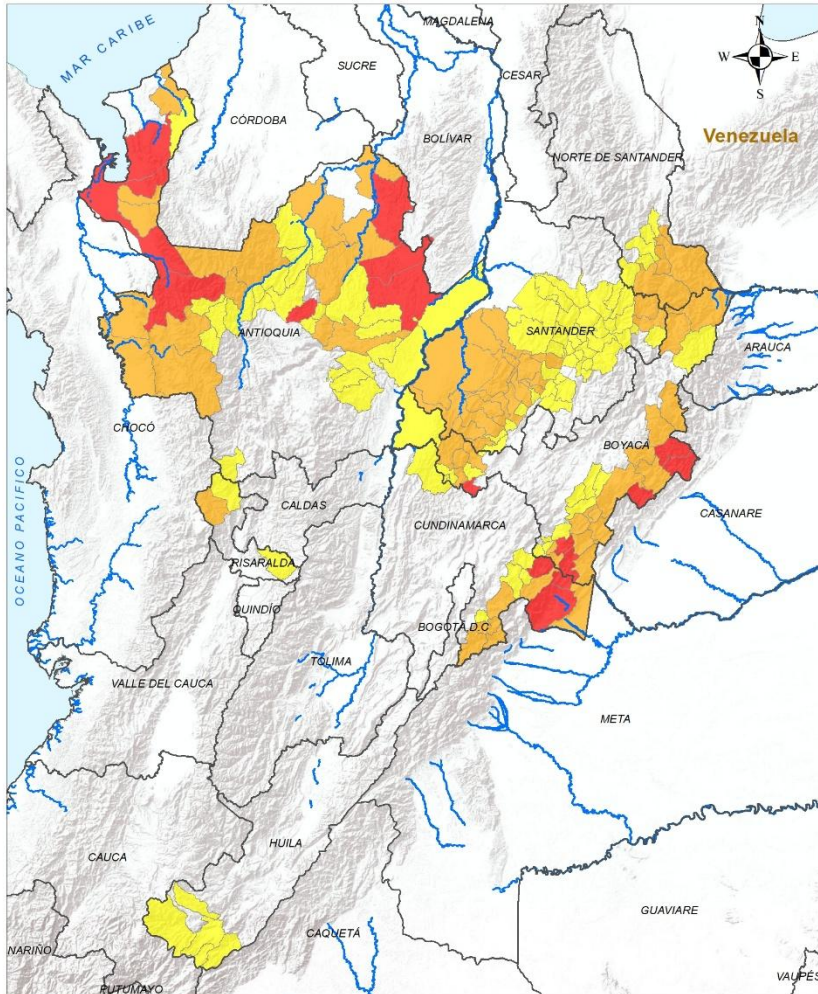 MAGDALENA
N
MAR CARIBE
SUCRE
CESAR
W
E
S
CÓRDOBA
BOLÍVAR
Venezuela
NORTE DE SANTANDER
ANTIOQUIA
SANTANDER
ARAUCA
CHOCÓ
BOYACÁ
OCEANO PACIFICO
CALDAS
CUNDINAMARCA
CASANARE
RISARALDA
QUINDÍO
BOGOTÁ D.C
TOLIMA
VALLE DEL CAUCA
META
HUILA
CAUCA
GUAVIARE
CAQUETÁ
NARIÑO
VAUPÉS
PUTUMAYO